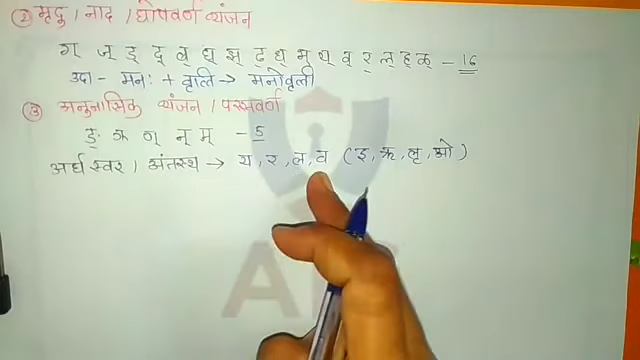 ② मृदु / नाद / घोषवर्ण व्यंजन
ग् ज् ड् द् ब् घ् झ् ढ् ध् भ् य् व् र् ल् ह् ळ् - 16
उदा - मनः + वृत्ति → मनोवृत्ती
③ अनुनासिक व्यंजन / परसवर्ण
ङ् ञ ण् न् म् - 5
अर्धस्वर / अंतस्थ → य, र, ल, व (इ, ऋ, लृ, ओ)